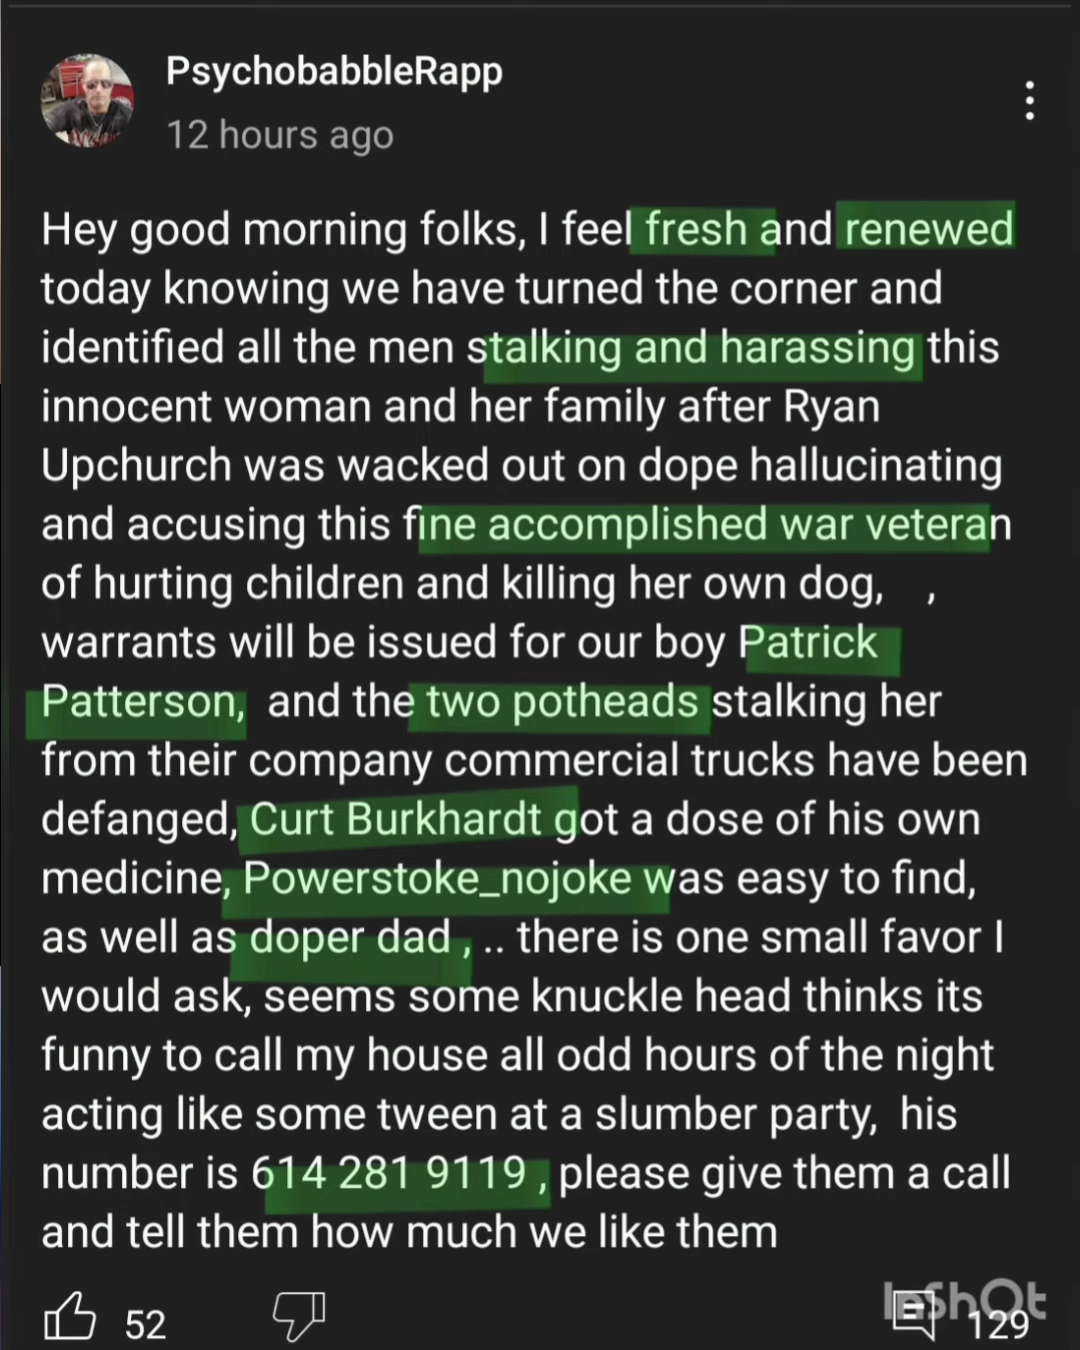 PsychobabbleRapp
12 hours ago
Hey good morning folks, I feel fresh and renewed
today knowing we have turned the corner and
identified all the men stalking and harassing this
innocent woman and her family after Ryan
Upchurch was wacked out on dope hallucinating
and accusing this fine accomplished war veteran
of hurting children and killing her own dog,    ,
warrants will be issued for our boy Patrick
Patterson,  and the two potheads stalking her
from their company commercial trucks have been
defanged, Curt Burkhardt got a dose of his own
medicine, Powerstoke_nojoke was easy to find,
as well as doper dad , .. there is one small favor I
would ask, seems some knuckle head thinks its
funny to call my house all odd hours of the night
acting like some tween at a slumber party,  his
number is 614 281 9119 , please give them a call
and tell them how much we like them
52
129
InShOt